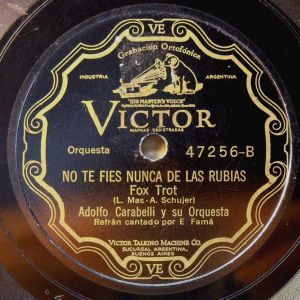 VE
Grabación Ortofónica
INDUSTRIA ARGENTINA
"HIS MASTER'S VOICE"
VICTOR
MARCAS REGISTRADAS
Orquesta 47256-B
NO TE FIES NUNCA DE LAS RUBIAS
Fox Trot
(L. Mas-A. Schujer)
Adolfo Carabelli y su Orquesta
Refrán cantado por E Famá
VICTOR TALKING MACHINE CO.
SUCURSAL ARGENTINA,
BUENOS AIRES
VE